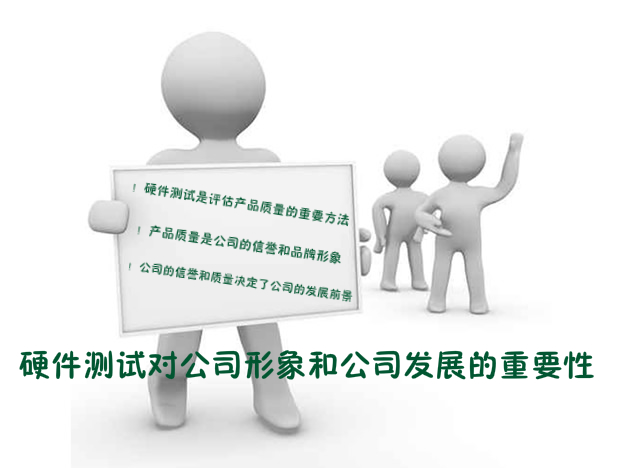 ! 硬件测试是评估产品质量的重要方法
! 产品质量是公司的信誉和品牌形象
! 公司的信誉和质量决定了公司的发展前景
硬件测试对公司形象和公司发展的重要性